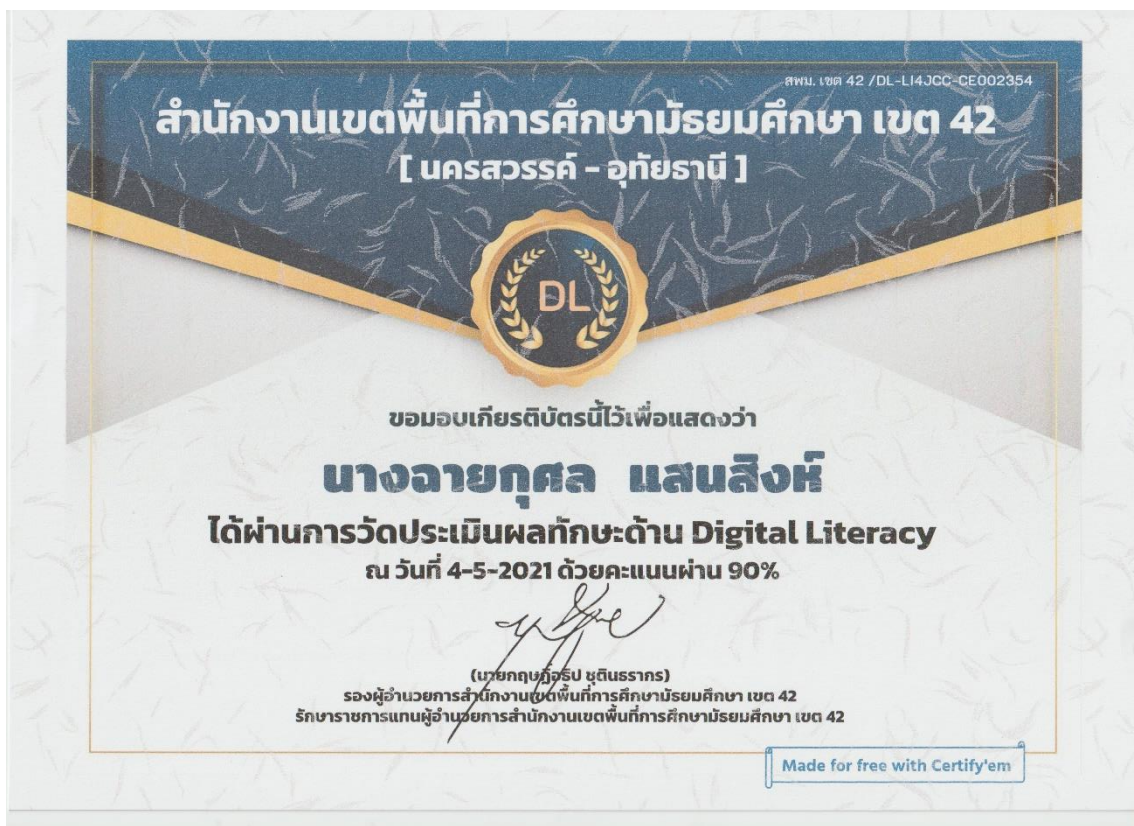 สพม. เขต 42 /DL-LI4JCC-CE002354
สำนักงานเขตพื้นที่การศึกษามัธยมศึกษา เขต 42
[ นครสวรรค์ - อุทัยธานี ]
DL
ขอมอบเกียรติบัตรนี้ไว้เพื่อแสดงว่า
นางฉายกุศล แสนสิงห์
ได้ผ่านการวัดประเมินผลทักษะด้าน Digital Literacy
ณ วันที่ 4-5-2021 ด้วยคะแนนผ่าน 90%
(นายกฤษฏิ์อธิป ชุตินธรากร)
รองผู้อำนวยการสำนักงานเขตพื้นที่การศึกษามัธยมศึกษา เขต 42
รักษาราชการแทนผู้อำนวยการสำนักงานเขตพื้นที่การศึกษามัธยมสึกษา เขต 42
Made for free with Certify'em